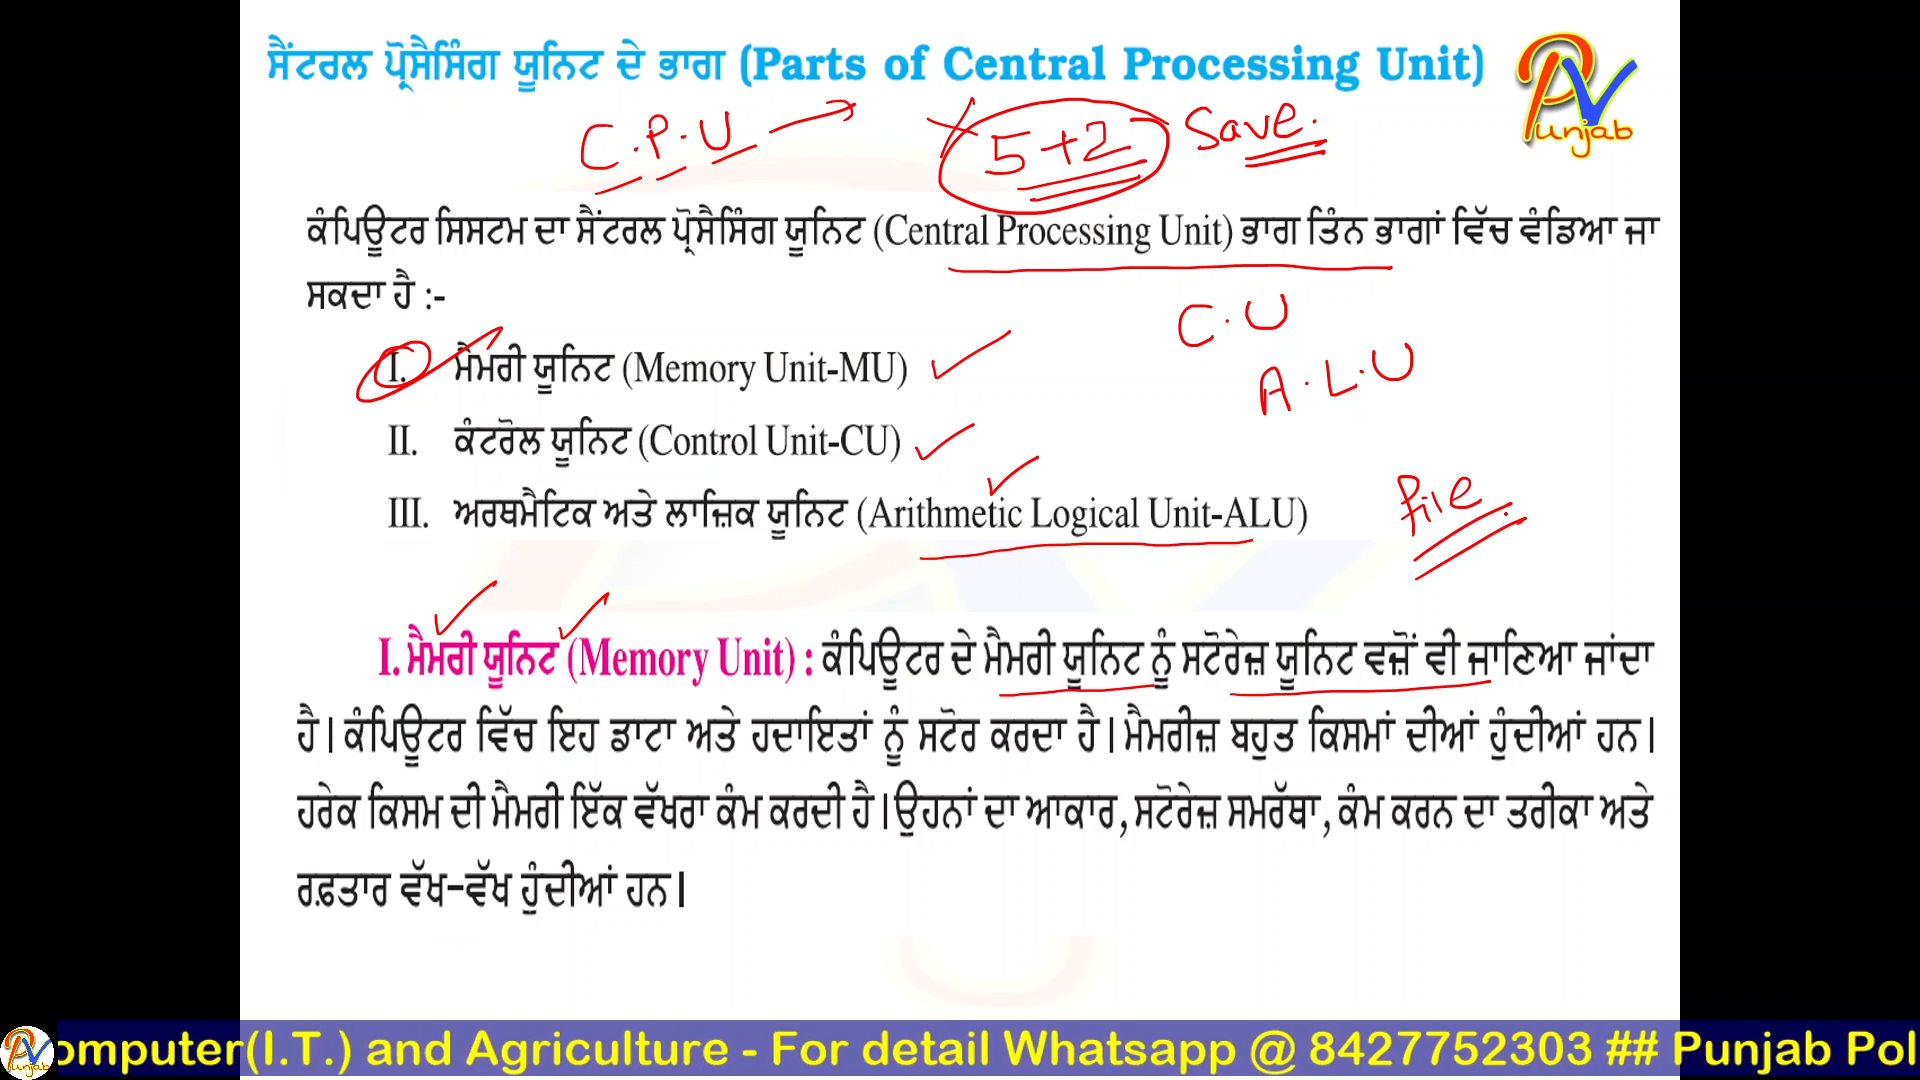 ਸੈਂਟਰਲ ਪ੍ਰੋਸੈਸਿੰਗ ਯੂਨਿਟ ਦੇ ਭਾਗ (Parts of Central Processing Unit)
PV
Punjab
C.P.U → 5+2 Save.
ਕੰਪਿਊਟਰ ਸਿਸਟਮ ਦਾ ਸੈਂਟਰਲ ਪ੍ਰੋਸੈਸਿੰਗ ਯੂਨਿਟ (Central Processing Unit) ਭਾਗ ਤਿੰਨ ਭਾਗਾਂ ਵਿੱਚ ਵੰਡਿਆ ਜਾ
ਸਕਦਾ ਹੈ :-
C.U
I. ਮੈਮਰੀ ਯੂਨਿਟ (Memory Unit-MU)
A.L.U
II. ਕੰਟਰੋਲ ਯੂਨਿਟ (Control Unit-CU)
III. ਅਰਥਮੈਟਿਕ ਅਤੇ ਲਾਜ਼ਿਕ ਯੂਨਿਟ (Arithmetic Logical Unit-ALU)
File
I. ਮੈਮਰੀ ਯੂਨਿਟ (Memory Unit) : ਕੰਪਿਊਟਰ ਦੇ ਮੈਮਰੀ ਯੂਨਿਟ ਨੂੰ ਸਟੋਰੇਜ਼ ਯੂਨਿਟ ਵਜ਼ੋਂ ਵੀ ਜਾਣਿਆ ਜਾਂਦਾ
ਹੈ। ਕੰਪਿਊਟਰ ਵਿੱਚ ਇਹ ਡਾਟਾ ਅਤੇ ਹਦਾਇਤਾਂ ਨੂੰ ਸਟੋਰ ਕਰਦਾ ਹੈ। ਮੈਮਰੀਜ਼ ਬਹੁਤ ਕਿਸਮਾਂ ਦੀਆਂ ਹੁੰਦੀਆਂ ਹਨ।
ਹਰੇਕ ਕਿਸਮ ਦੀ ਮੈਮਰੀ ਇੱਕ ਵੱਖਰਾ ਕੰਮ ਕਰਦੀ ਹੈ। ਉਹਨਾਂ ਦਾ ਆਕਾਰ, ਸਟੋਰੇਜ਼ ਸਮਰੱਥਾ, ਕੰਮ ਕਰਨ ਦਾ ਤਰੀਕਾ ਅਤੇ
ਰਫ਼ਤਾਰ ਵੱਖ-ਵੱਖ ਹੁੰਦੀਆਂ ਹਨ।
PV
Punjab
omputer(I.T.) and Agriculture - For detail Whatsapp @ 8427752303 ## Punjab Pol